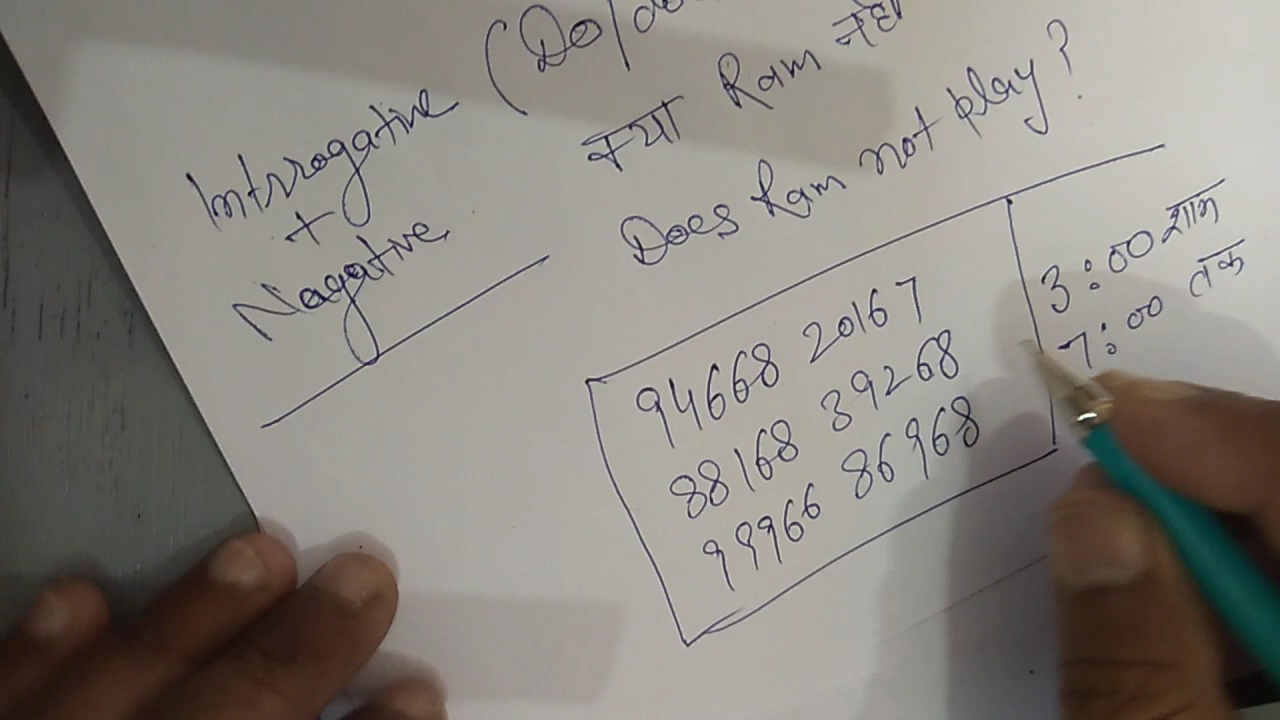 (Do/do
Intrrogative
+
Nagative
क्या Ram नही
Does Ram not play?
94668 20167
88168 39268
99966 86968
3:00 शाम
7:00 तक